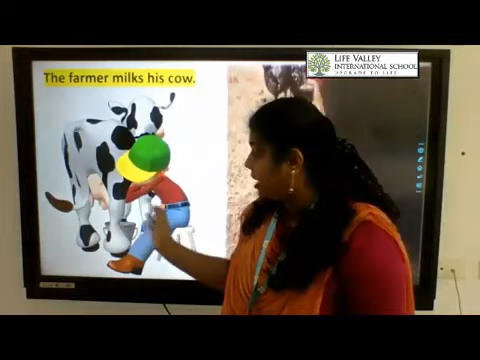 LIFE VALLEY
INTERNATIONAL SCHOOL
UPGRADE TO LIFE
The farmer milks his cow.